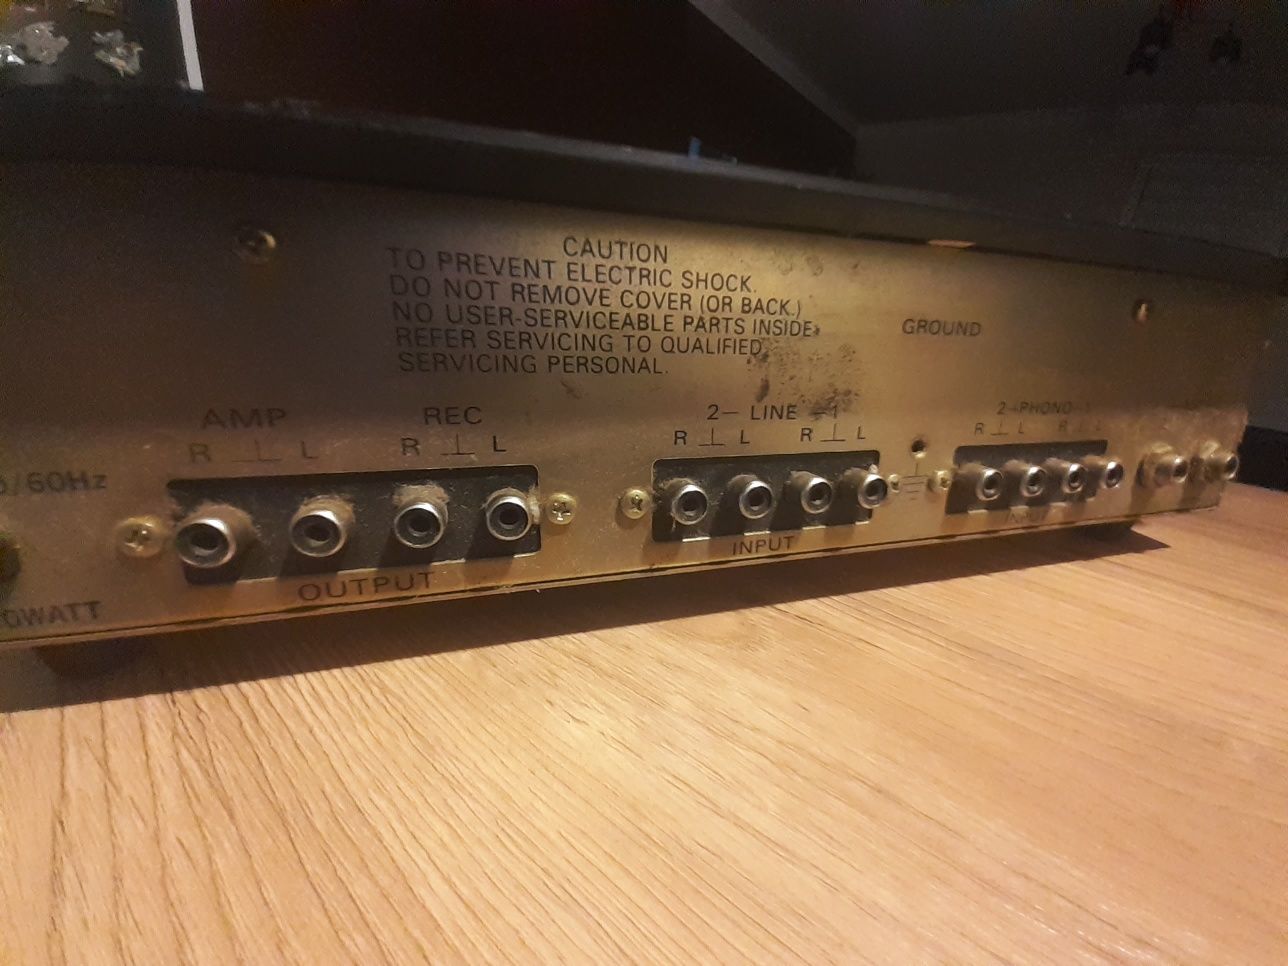 CAUTION
TO PREVENT ELECTRIC SHOCK.
DO NOT REMOVE COVER (OR BACK.)
NO USER-SERVICEABLE PARTS INSIDE.
REFER SERVICING TO QUALIFIED
SERVICING PERSONAL.
GROUND
AMP
R L
REC
R L
2- LINE -1
R L R L
2-PHONO-1
R L R L
/60Hz
OUTPUT
INPUT
INPUT
WATT